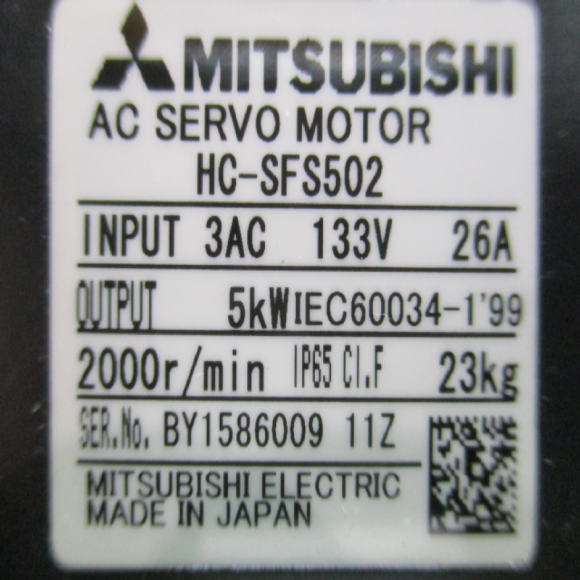 MITSUBISHI
AC SERVO MOTOR
HC-SFS502
INPUT 3AC 133V 26A
OUTPUT 5kW IEC60034-1'99
2000r/min IP65 Cl.F 23kg
SER.No. BY1586009 11Z
MITSUBISHI ELECTRIC
MADE IN JAPAN